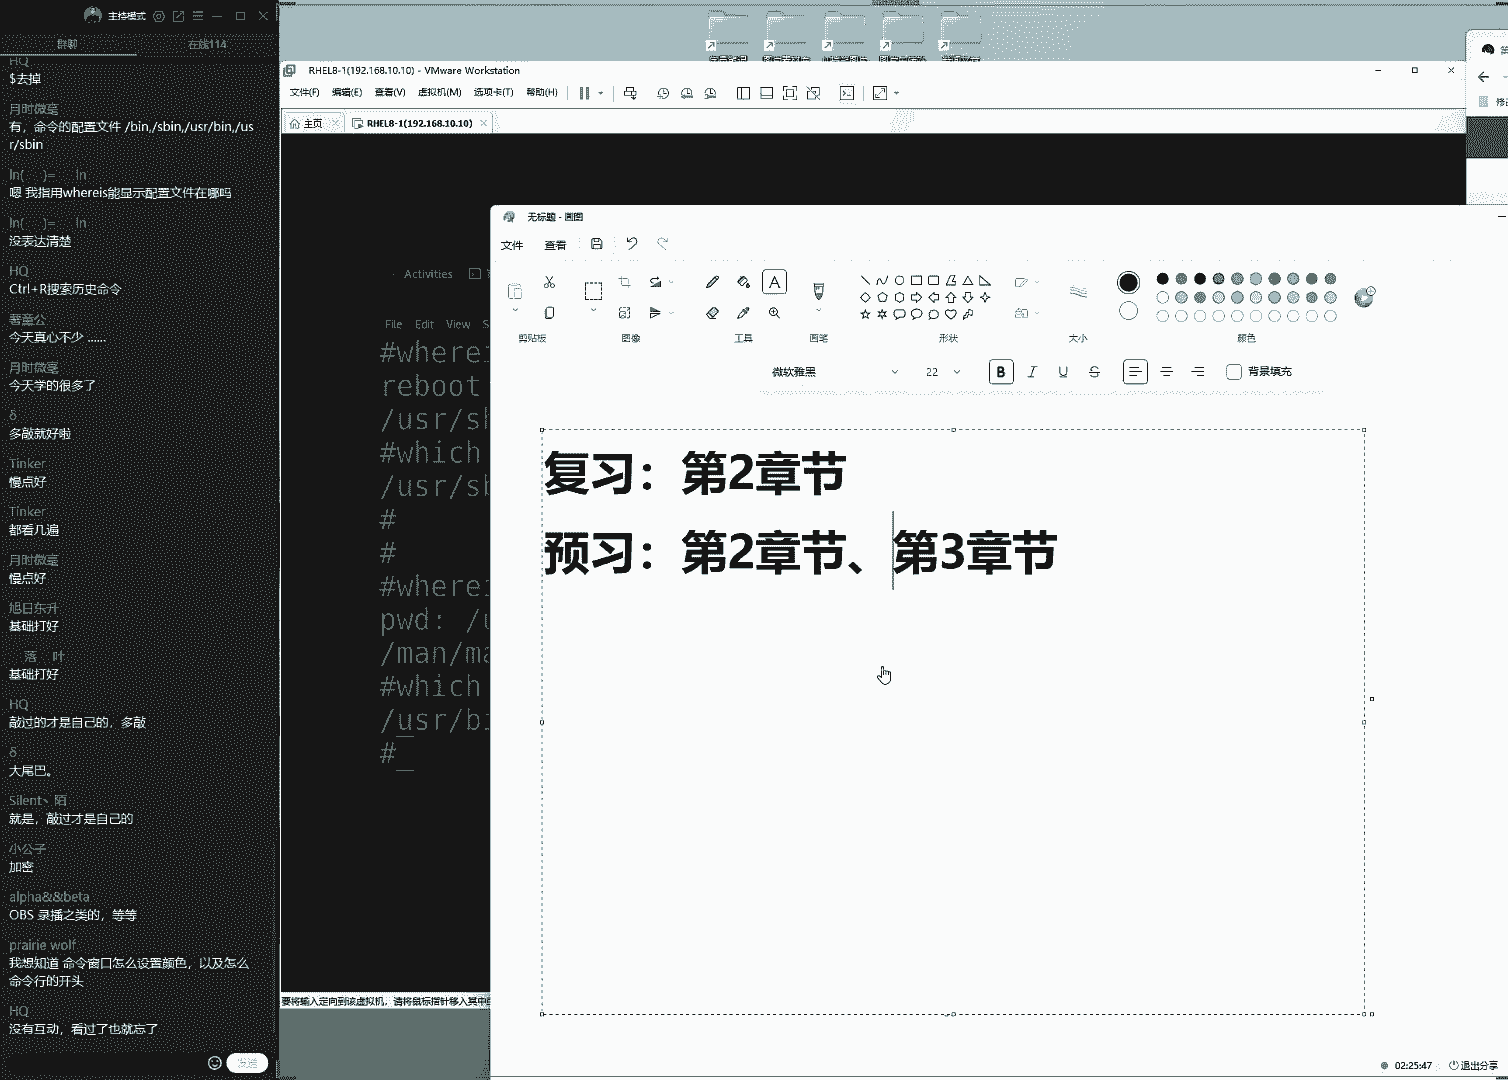 主持模式
群聊
在线114
HQ
$去掉
月时微毫
有，命令的配置文件 /bin,/sbin,/usr/bin,/us
r/sbin
ln( )= ln
嗯 我指用whereis能显示配置文件在哪吗
ln( )= ln
没表达清楚
HQ
Ctrl+R搜索历史命令
今天真心不少 ......
月时微毫
今天学的很多了
δ
多敲就好啦
Tinker
慢点好
Tinker
都看几遍
月时微毫
慢点好
旭日东升
基础打好
落 叶
基础打好
HQ
敲过的才是自己的，多敲
δ
大尾巴。
Silent丶陌
就是，敲过才是自己的
小公子
加密
alpha&&beta
OBS 录播之类的，等等
prairie wolf
我想知道 命令窗口怎么设置颜色，以及怎么
命令行的开头
HQ
没有互动，看过了也就忘了
发送
RHEL8-1(192.168.10.10) - VMware Workstation
文件(F) 编辑(E) 查看(V) 虚拟机(M) 选项卡(T) 帮助(H)
主页 RHEL8-1(192.168.10.10)
Activities
File Edit View S
#wherei
reboot
/usr/sh
#which
/usr/sb
#
#
#wherei
pwd: /u
/man/ma
#which
/usr/bi
#_
要将输入定向到该虚拟机，请将鼠标指针移入其中
无标题 - 画图
文件 查看
剪贴板 图像 工具 画笔 形状 大小 颜色
微软雅黑 22 B I U S 背景填充
复习：第2章节
预习：第2章节、第3章节
02:25:47 退出分享